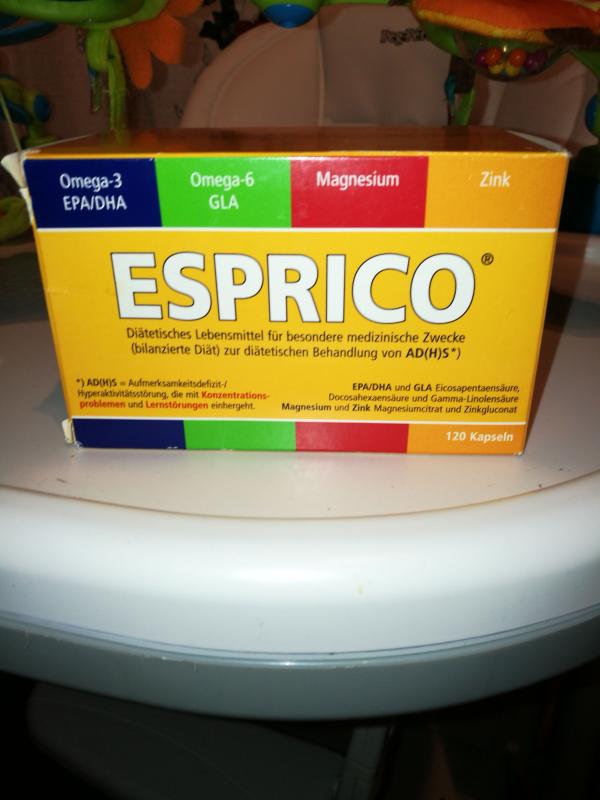 Omega-3
EPA/DHA
Omega-6
GLA
Magnesium
Zink
ESPRICO®
Diätetisches Lebensmittel für besondere medizinische Zwecke
(bilanzierte Diät) zur diätetischen Behandlung von AD(H)S*)
*) AD(H)S = Aufmerksamkeitsdefizit-/
Hyperaktivitätsstörung, die mit Konzentrations-
problemen und Lernstörungen einhergeht.
EPA/DHA und GLA Eicosapentaensäure,
Docosahexaensäure und Gamma-Linolensäure
Magnesium und Zink Magnesiumcitrat und Zinkgluconat
120 Kapseln